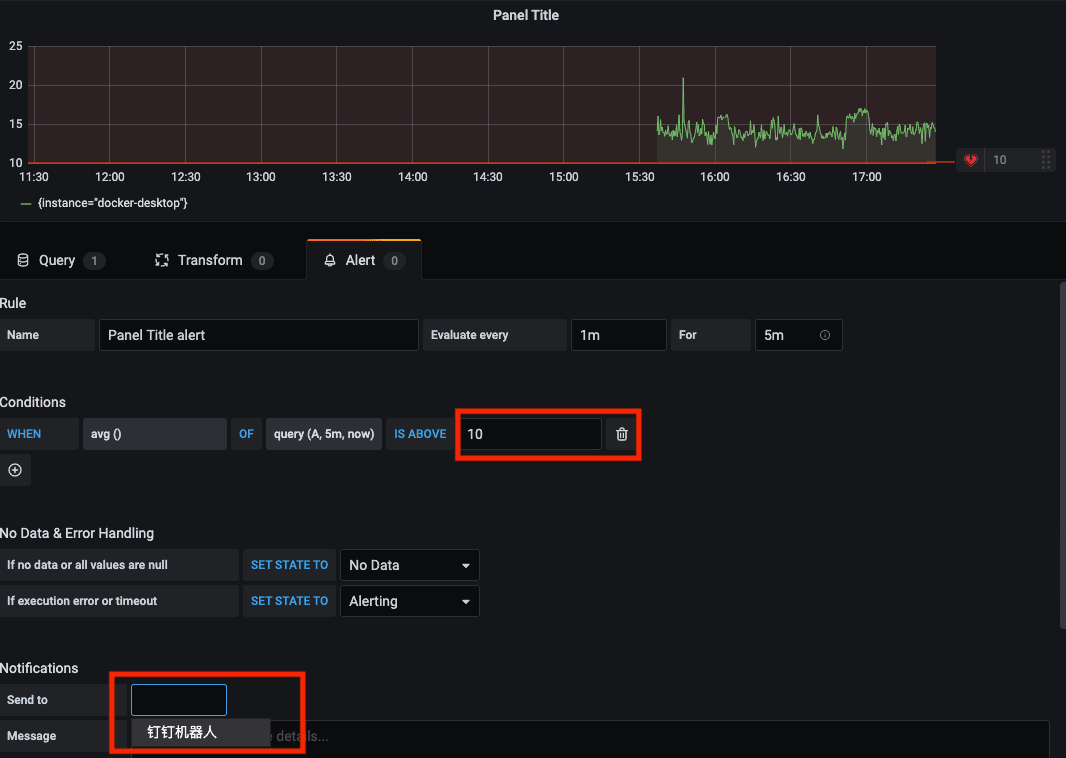 Panel Title
25
20
15
10
11:30 12:00 12:30 13:00 13:30 14:00 14:30 15:00 15:30 16:00 16:30 17:00
10
{instance="docker-desktop"}
Query 1 Transform 0 Alert 0
Rule
Name Panel Title alert Evaluate every 1m For 5m
Conditions
WHEN avg () OF query (A, 5m, now) IS ABOVE 10
No Data & Error Handling
If no data or all values are null SET STATE TO No Data
If execution error or timeout SET STATE TO Alerting
Notifications
Send to
钉钉机器人
Message details...